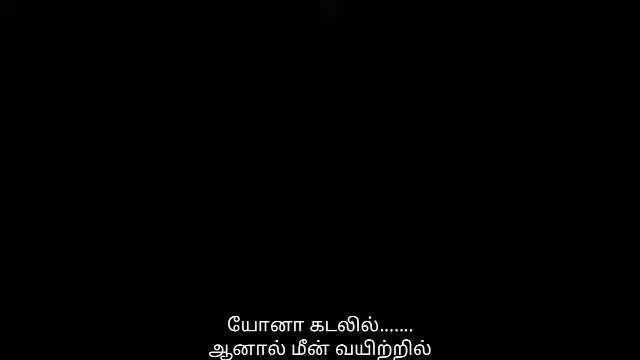 யோனா கடலில்.......
ஆனால் மீன் வயிற்றில்